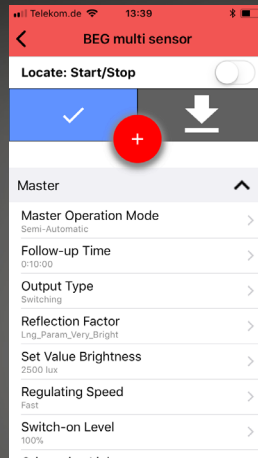 Telekom.de 13:39
BEG multi sensor
Locate: Start/Stop
Master
Master Operation Mode
Semi-Automatic
Follow-up Time
0:10:00
Output Type
Switching
Reflection Factor
Lng_Param_Very_Bright
Set Value Brightness
2500 lux
Regulating Speed
Fast
Switch-on Level
100%